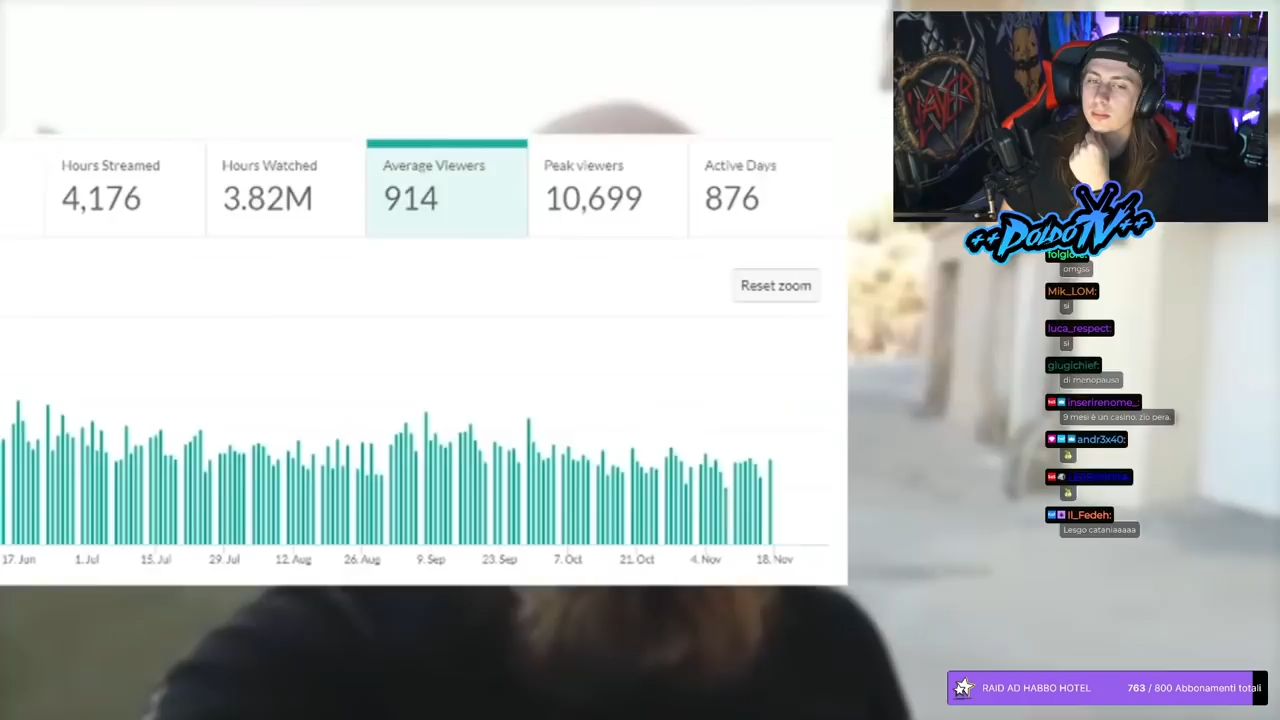 Hours Streamed
4,176
Hours Watched
3.82M
Average Viewers
914
Peak viewers
10,699
Active Days
876
Reset zoom
17. Jun
1. Jul
15. Jul
29. Jul
12. Aug
26. Aug
9. Sep
23. Sep
7. Oct
21. Oct
4. Nov
18. Nov
SLAYER
++ POLDOTV ++
folglore:
omgss
Mik_LOM:
si
luca_respect:
si
giugichief:
di menopausa
inserirenome_:
9 mesi è un casino, zio pera.
andr3x40:
Il_Fedeh:
Lesgo cataniaaaaa
RAID AD HABBO HOTEL
763 / 800 Abbonamenti totali